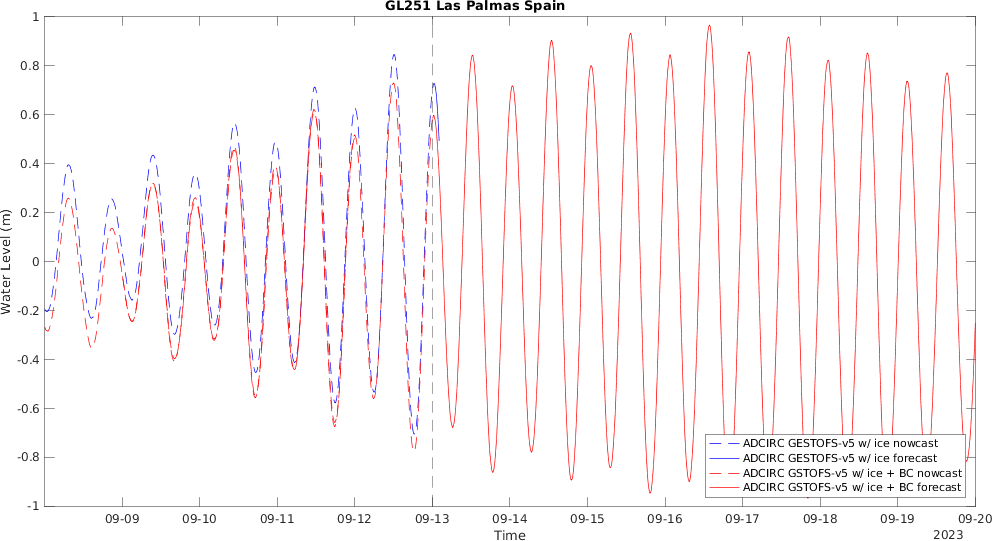 GL251 Las Palmas Spain
1
0.8
0.6
0.4
0.2
0
-0.2
-0.4
-0.6
-0.8
-1
Water Level (m)
ADCIRC GESTOFS-v5 w/ ice nowcast
ADCIRC GESTOFS-v5 w/ ice forecast
ADCIRC GSTOFS-v5 w/ ice + BC nowcast
ADCIRC GSTOFS-v5 w/ ice + BC forecast
09-09 09-10 09-11 09-12 09-13 09-14 09-15 09-16 09-17 09-18 09-19 09-20
Time
2023